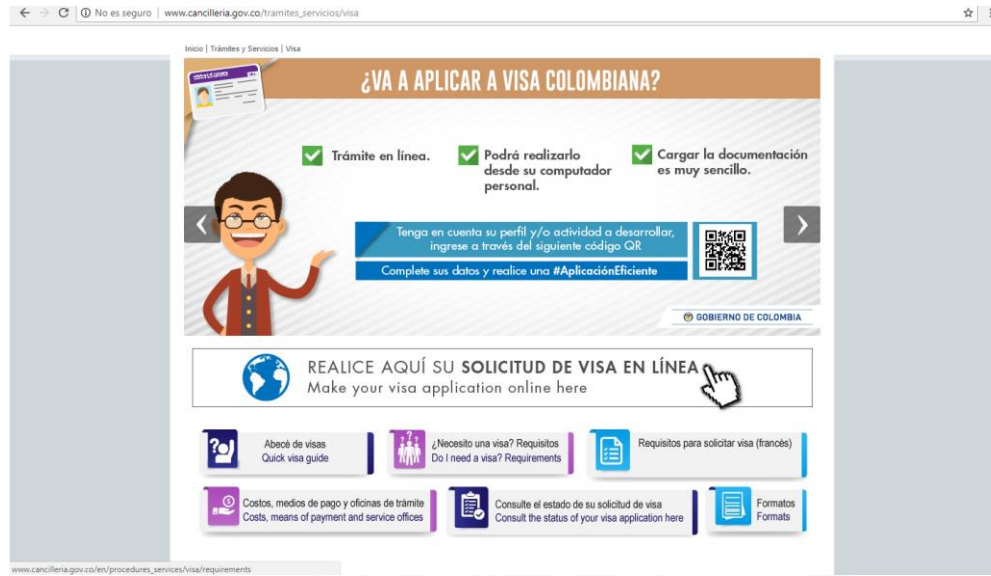 No es seguro | www.cancilleria.gov.co/tramites_servicios/visa
Inicio | Trámites y Servicios | Visa
¿VA A APLICAR A VISA COLOMBIANA?
Trámite en línea.
Podrá realizarlo
desde su computador
personal.
Cargar la documentación
es muy sencillo.
Tenga en cuenta su perfil y/o actividad a desarrollar,
ingrese a través del siguiente código QR
Complete sus datos y realice una #AplicaciónEficiente
GOBIERNO DE COLOMBIA
REALICE AQUÍ SU SOLICITUD DE VISA EN LÍNEA
Make your visa application online here
Abecé de visas
Quick visa guide
¿Necesito una visa? Requisitos
Do I need a visa? Requirements
Requisitos para solicitar visa (francés)
Costos, medios de pago y oficinas de trámite
Costs, means of payment and service offices
Consulte el estado de su solicitud de visa
Consult the status of your visa application here
Formatos
Formats
www.cancilleria.gov.co/en/procedures_services/visa/requirements